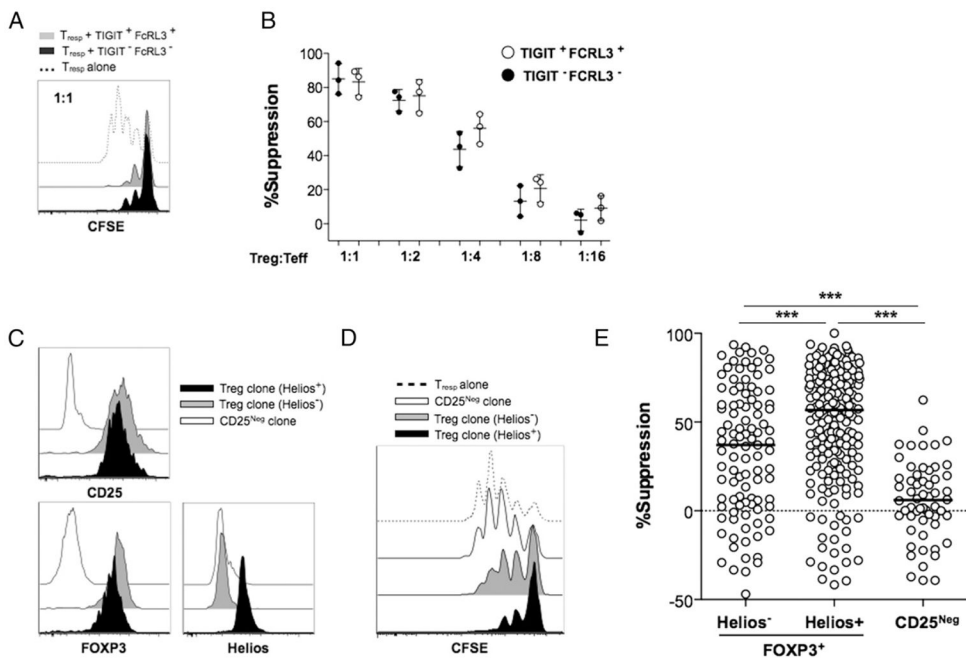 A
T resp + TIGIT + FcRL3 +
T resp + TIGIT - FcRL3 -
T resp alone
1:1
CFSE
B
TIGIT + FCRL3 +
TIGIT - FCRL3 -
%Suppression
100
80
60
40
20
0
Treg:Teff 1:1 1:2 1:4 1:8 1:16
C
Treg clone (Helios+)
Treg clone (Helios-)
CD25Neg clone
CD25
FOXP3
Helios
D
Tresp alone
CD25Neg clone
Treg clone (Helios-)
Treg clone (Helios+)
CFSE
E
***
*** ***
%Suppression
100
50
0
-50
Helios- Helios+ CD25Neg
FOXP3+